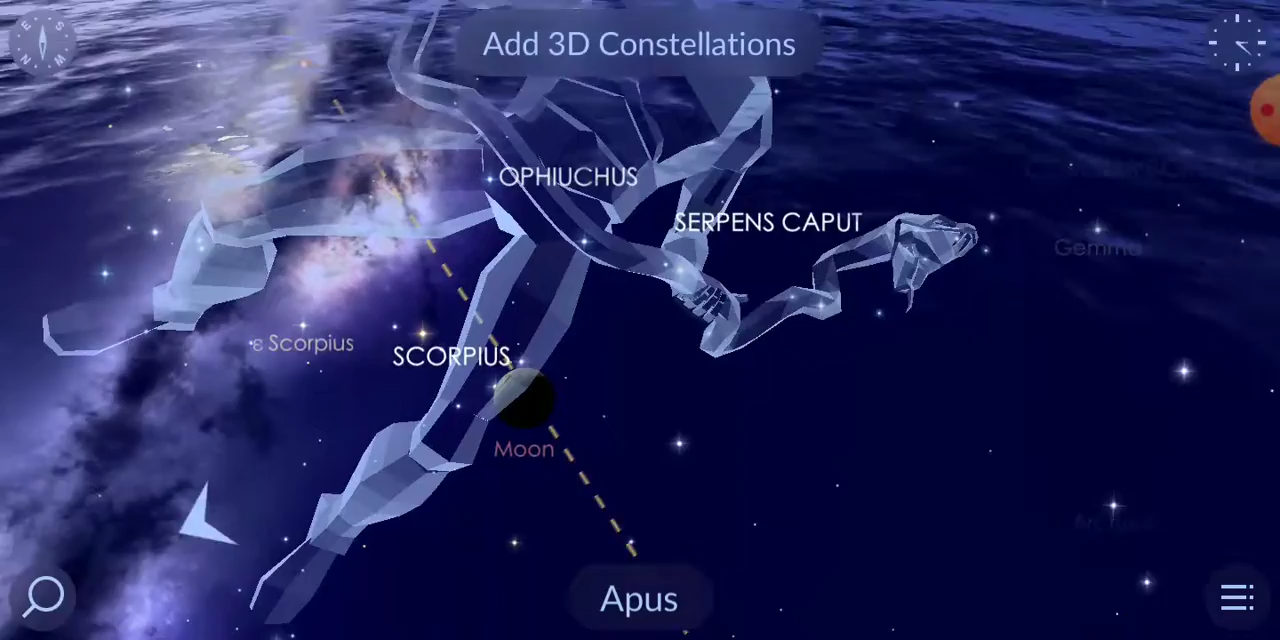 Add 3D Constellations
E S
N W
OPHIUCHUS
SERPENS CAPUT
Gemma
ε Scorpius
SCORPIUS
Moon
Apus